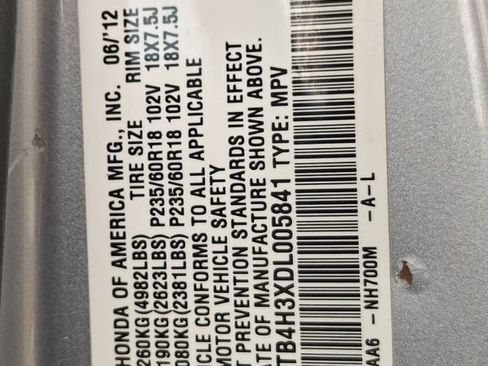 HONDA OF AMERICA MFG., INC. 06/'12
260KG(4982LBS) TIRE SIZE RIM SIZE
190KG(2623LBS) P235/60R18 102V 18X7.5J
080KG(2381LBS) P235/60R18 102V 18X7.5J
ICLE CONFORMS TO ALL APPLICABLE
MOTOR VEHICLE SAFETY
T PREVENTION STANDARDS IN EFFECT
ATE OF MANUFACTURE SHOWN ABOVE.
TB4H3XDL005841 TYPE: MPV
AA6 -NH700M -A-L